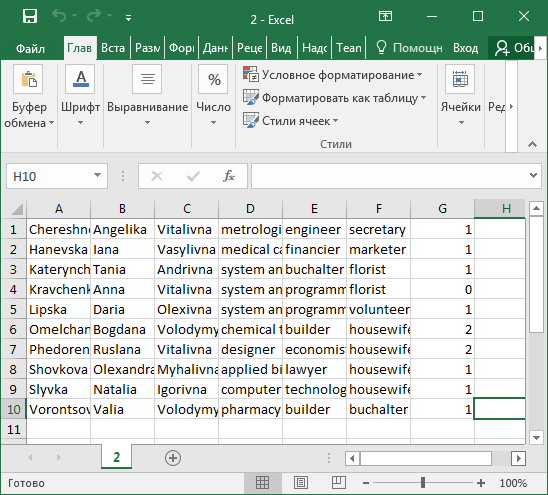 2 - Excel
Файл Глав Вста Разм Форм Данн Реце Вид Надс Team Помощн Вход Общ
Буфер обмена
Шрифт
Выравнивание
Число
Условное форматирование
Форматировать как таблицу
Стили ячеек
Стили
Ячейки
Ред
H10 fx
A B C D E F G H
1 Chereshne Angelika Vitalivna metrologi engineer secretary 1
2 Hanevska Iana Vasylivna medical ca financier marketer 1
3 Katerynch Tania Andrivna system an buchalter florist 1
4 Kravchenk Anna Vitalivna system an programm florist 0
5 Lipska Daria Olexivna system an programm volunteer 1
6 Omelchan Bogdana Volodymy chemical t builder housewife 2
7 Phedoren Ruslana Vitalivna designer economist housewife 2
8 Shovkova Olexandra Myhalivna applied bi lawyer housewife 1
9 Slyvka Natalia Igorivna computer technolog housewife 1
10 Vorontsov Valia Volodymy pharmacy builder buchalter 1
11
2
Готово 100%